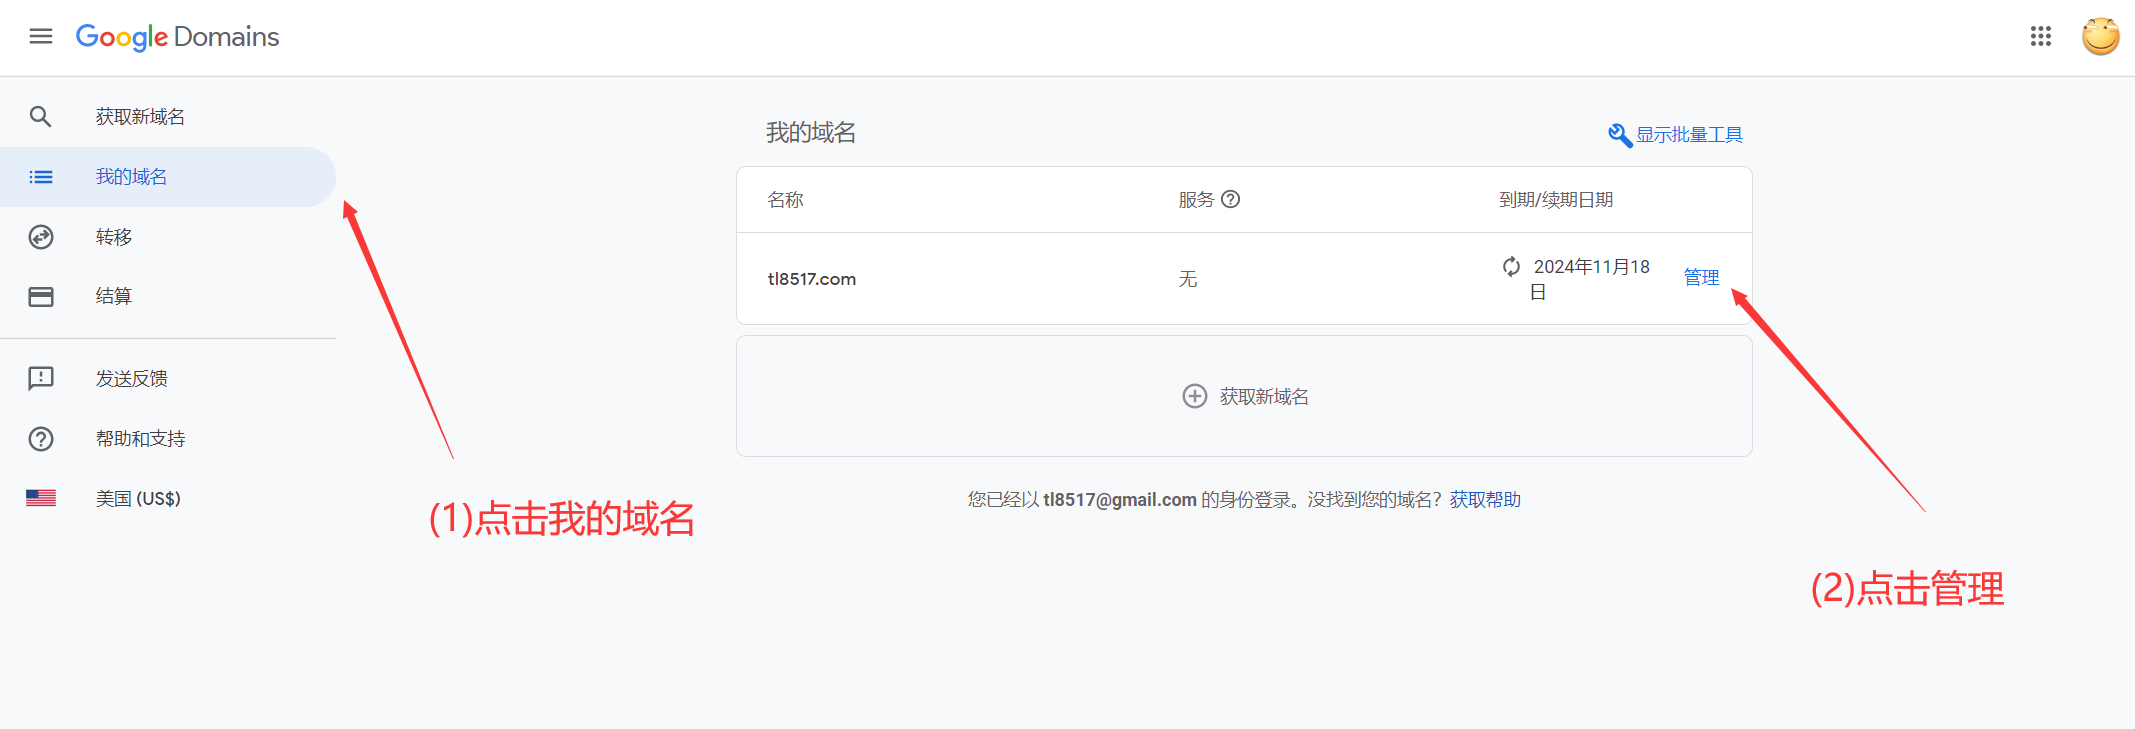 Google Domains
获取新域名
我的域名
转移
结算
发送反馈
帮助和支持
美国 (US$)
我的域名
显示批量工具
名称 服务 到期/续期日期
tl8517.com 无 2024年11月18
日 管理
获取新域名
您已经以 tl8517@gmail.com 的身份登录。没找到您的域名？获取帮助
(1)点击我的域名
(2)点击管理